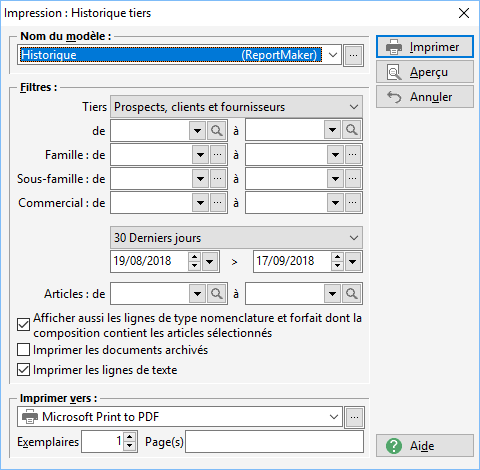 Impression : Historique tiers
Nom du modèle :
Historique (ReportMaker)
...
Imprimer
Aperçu
Annuler
Filtres :
Tiers Prospects, clients et fournisseurs
de à
Famille : de ... à ...
Sous-famille : de ... à ...
Commercial : de ... à ...
30 Derniers jours
19/08/2018 > 17/09/2018
Articles : de à
Afficher aussi les lignes de type nomenclature et forfait dont la
composition contient les articles sélectionnés
Imprimer les documents archivés
Imprimer les lignes de texte
Imprimer vers :
Microsoft Print to PDF ...
Exemplaires 1 Page(s)
Aide